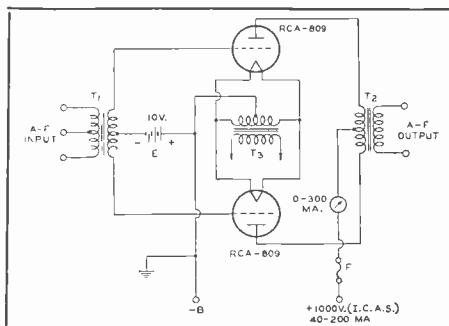 RCA-809
T1
T2
A-F
INPUT
10V.
- E +
T3
A-F
OUTPUT
0-300
MA.
RCA-809
F
-B
+1000V.(I.C.A.S.)
40-200 MA